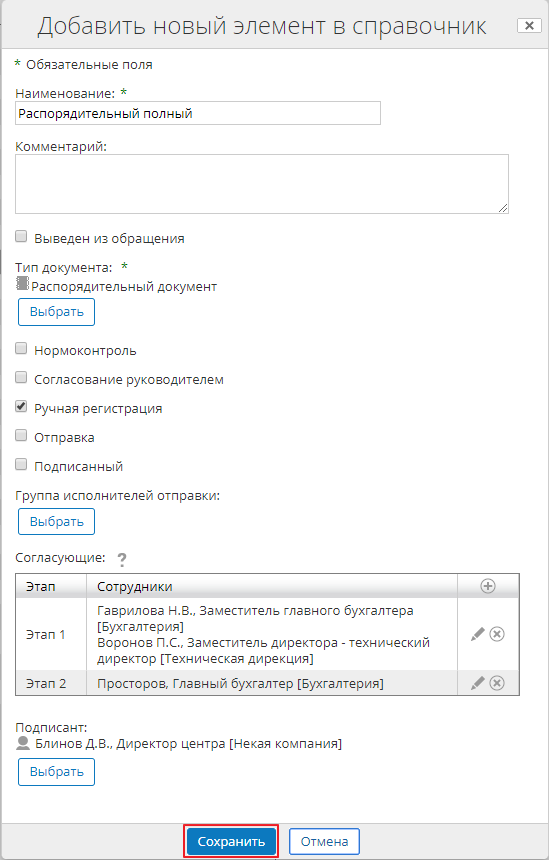 Добавить новый элемент в справочник
* Обязательные поля
Наименование: *
Распорядительный полный
Комментарий:
Выведен из обращения
Тип документа: *
Распорядительный документ
Выбрать
Нормоконтроль
Согласование руководителем
Ручная регистрация
Отправка
Подписанный
Группа исполнителей отправки:
Выбрать
Согласующие: ?
Этап Сотрудники
Гаврилова Н.В., Заместитель главного бухгалтера
[Бухгалтерия]
Этап 1
Воронов П.С., Заместитель директора - технический
директор [Техническая дирекция]
Этап 2 Просторов, Главный бухгалтер [Бухгалтерия]
Подписант:
Блинов Д.В., Директор центра [Некая компания]
Выбрать
Сохранить Отмена